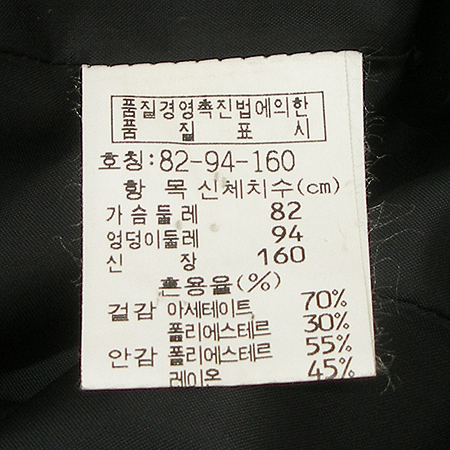 품질경영촉진법에의한
품 질 표 시
호칭:82-94-160
항 목 신체치수(cm)
가슴둘레 82
엉덩이둘레 94
신 장 160
혼용율(%)
겉감 아세테이트 70%
폴리에스테르 30%
안감 폴리에스테르 55%
레이온 45%